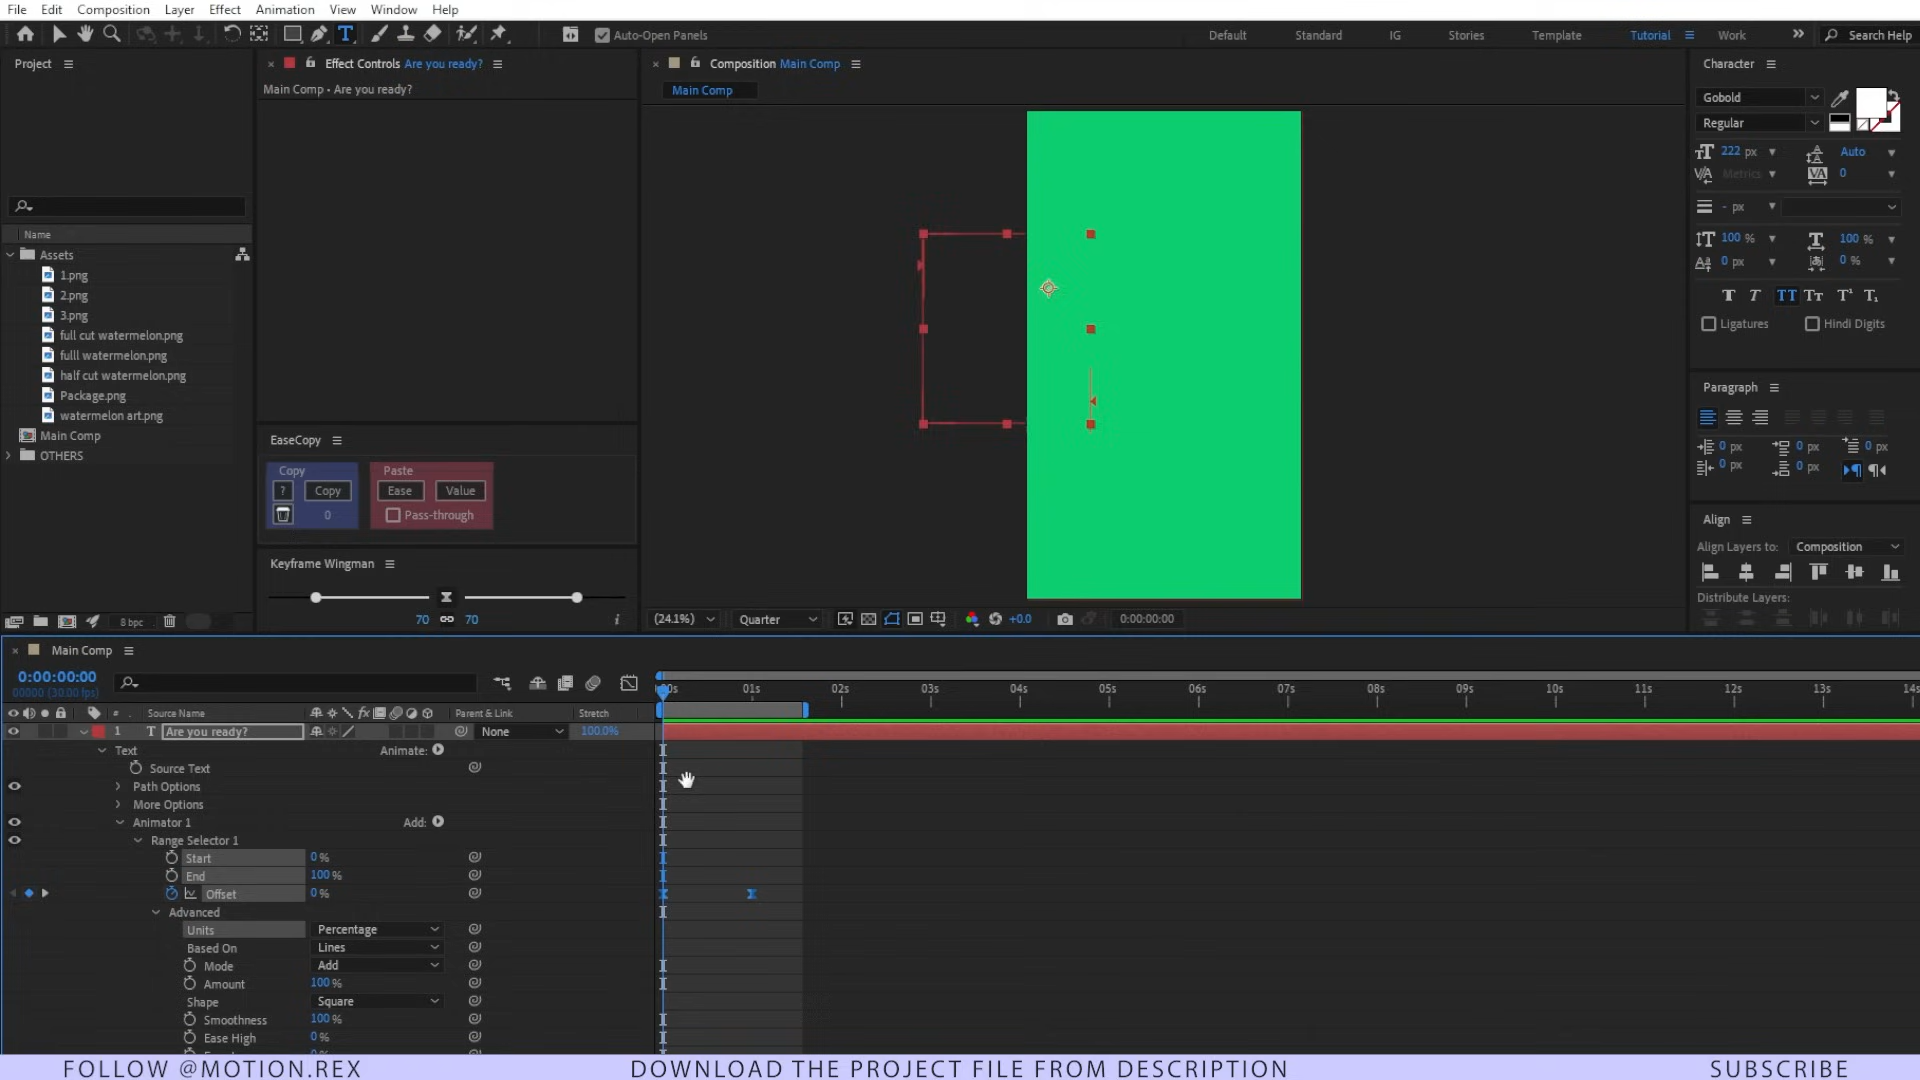 File Edit Composition Layer Effect Animation View Window Help
Auto-Open Panels
Default Standard IG Stories Template Tutorial Work Search Help
Project
Effect Controls Are you ready?
Main Comp • Are you ready?
Composition Main Comp
Main Comp
Character
Gobold
Regular
222 px Auto
Metrics 0
- px
100 % 100 %
0 px 0 %
Ligatures Hindi Digits
Name
Assets
1.png
2.png
3.png
full cut watermelon.png
fulll watermelon.png
half cut watermelon.png
Package.png
watermelon art.png
Main Comp
OTHERS
8 bpc
EaseCopy
Copy Paste
? Copy Ease Value
0 Pass-through
Keyframe Wingman
70 70
(24.1%) Quarter +0.0 0:00:00:00
Paragraph
0 px 0 px 0 px
0 px 0 px
Align
Align Layers to: Composition
Distribute Layers:
Main Comp
0:00:00:00
00000 (30.00 fps)
01s 02s 03s 04s 05s 06s 07s 08s 09s 10s 11s 12s 13s 14s
# Source Name Parent & Link Stretch
1 T Are you ready? None 100.0%
Text Animate:
Source Text
Path Options
More Options
Animator 1 Add:
Range Selector 1
Start 0 %
End 100 %
Offset 0 %
Advanced
Units Percentage
Based On Lines
Mode Add
Amount 100 %
Shape Square
Smoothness 100 %
Ease High 0 %
FOLLOW @MOTION.REX DOWNLOAD THE PROJECT FILE FROM DESCRIPTION SUBSCRIBE